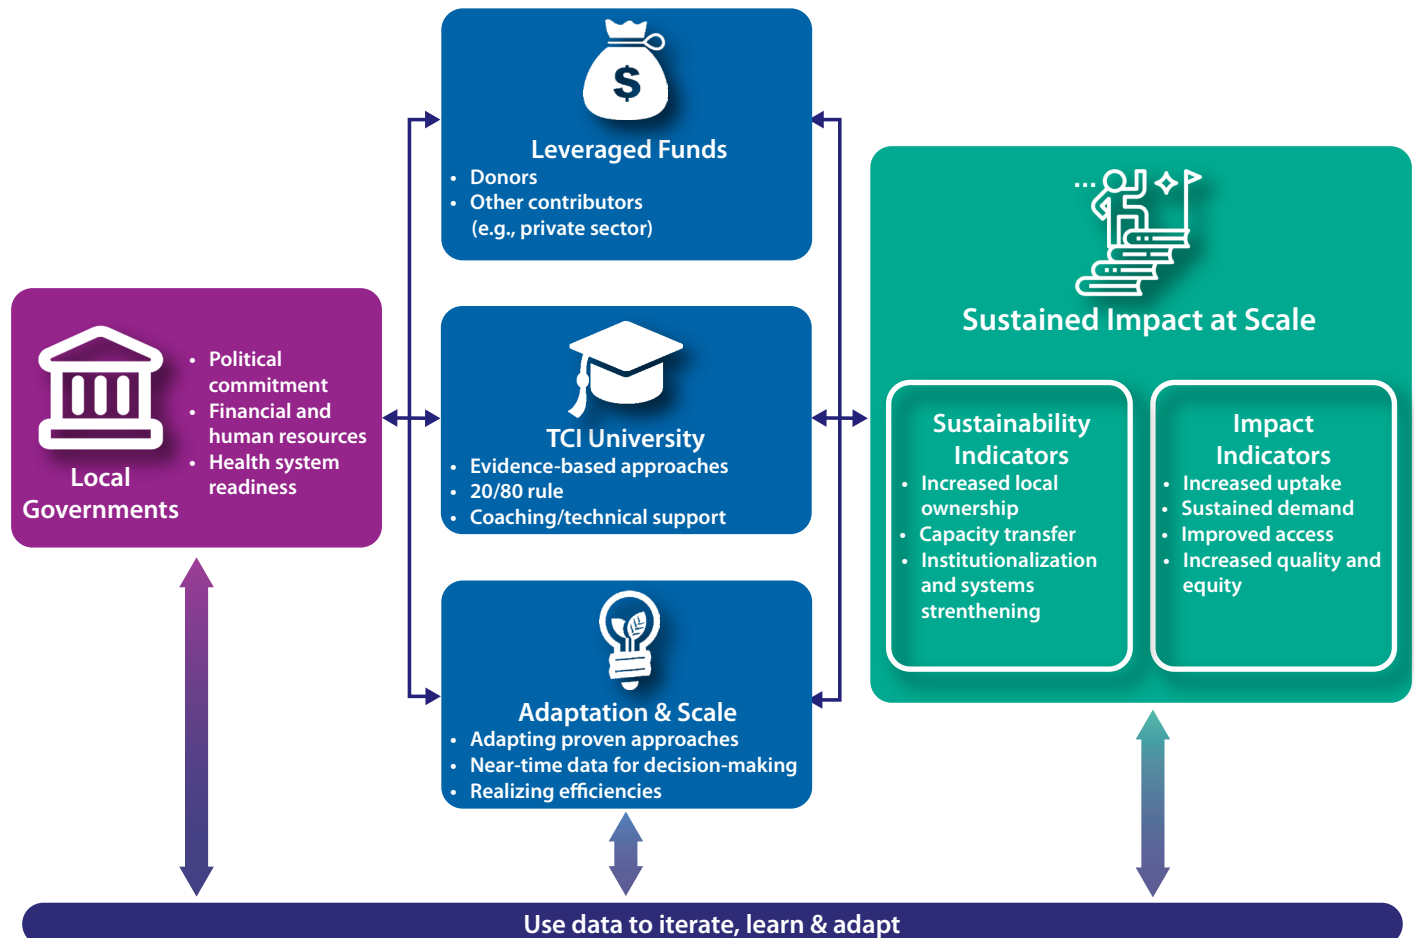 $
Leveraged Funds
• Donors
• Other contributors
(e.g., private sector)
Local
Governments
• Political
commitment
• Financial and
human resources
• Health system
readiness
TCI University
• Evidence-based approaches
• 20/80 rule
• Coaching/technical support
Adaptation & Scale
• Adapting proven approaches
• Near-time data for decision-making
• Realizing efficiencies
Sustained Impact at Scale
Sustainability
Indicators
• Increased local
ownership
• Capacity transfer
• Institutionalization
and systems
strenthening
Impact
Indicators
• Increased uptake
• Sustained demand
• Improved access
• Increased quality and
equity
Use data to iterate, learn & adapt